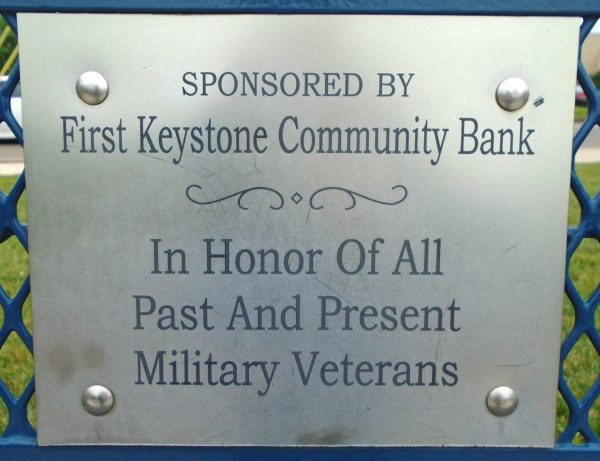 SPONSORED BY
First Keystone Community Bank
In Honor Of All
Past And Present
Military Veterans